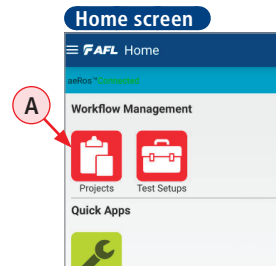 Home screen
≡ AFL Home
aeRos™Connected
A
Workflow Management
Projects Test Setups
Quick Apps